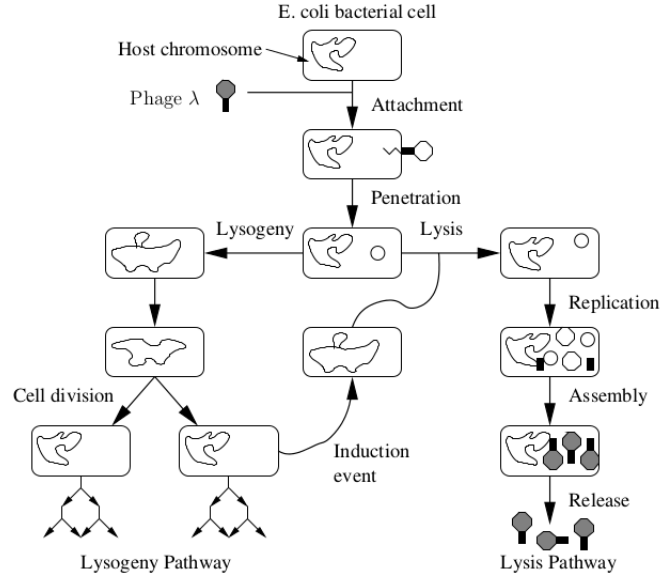 E. coli bacterial cell
Host chromosome
Phage λ
Attachment
Penetration
Lysogeny
Lysis
Replication
Cell division
Assembly
Induction
event
Release
Lysogeny Pathway
Lysis Pathway